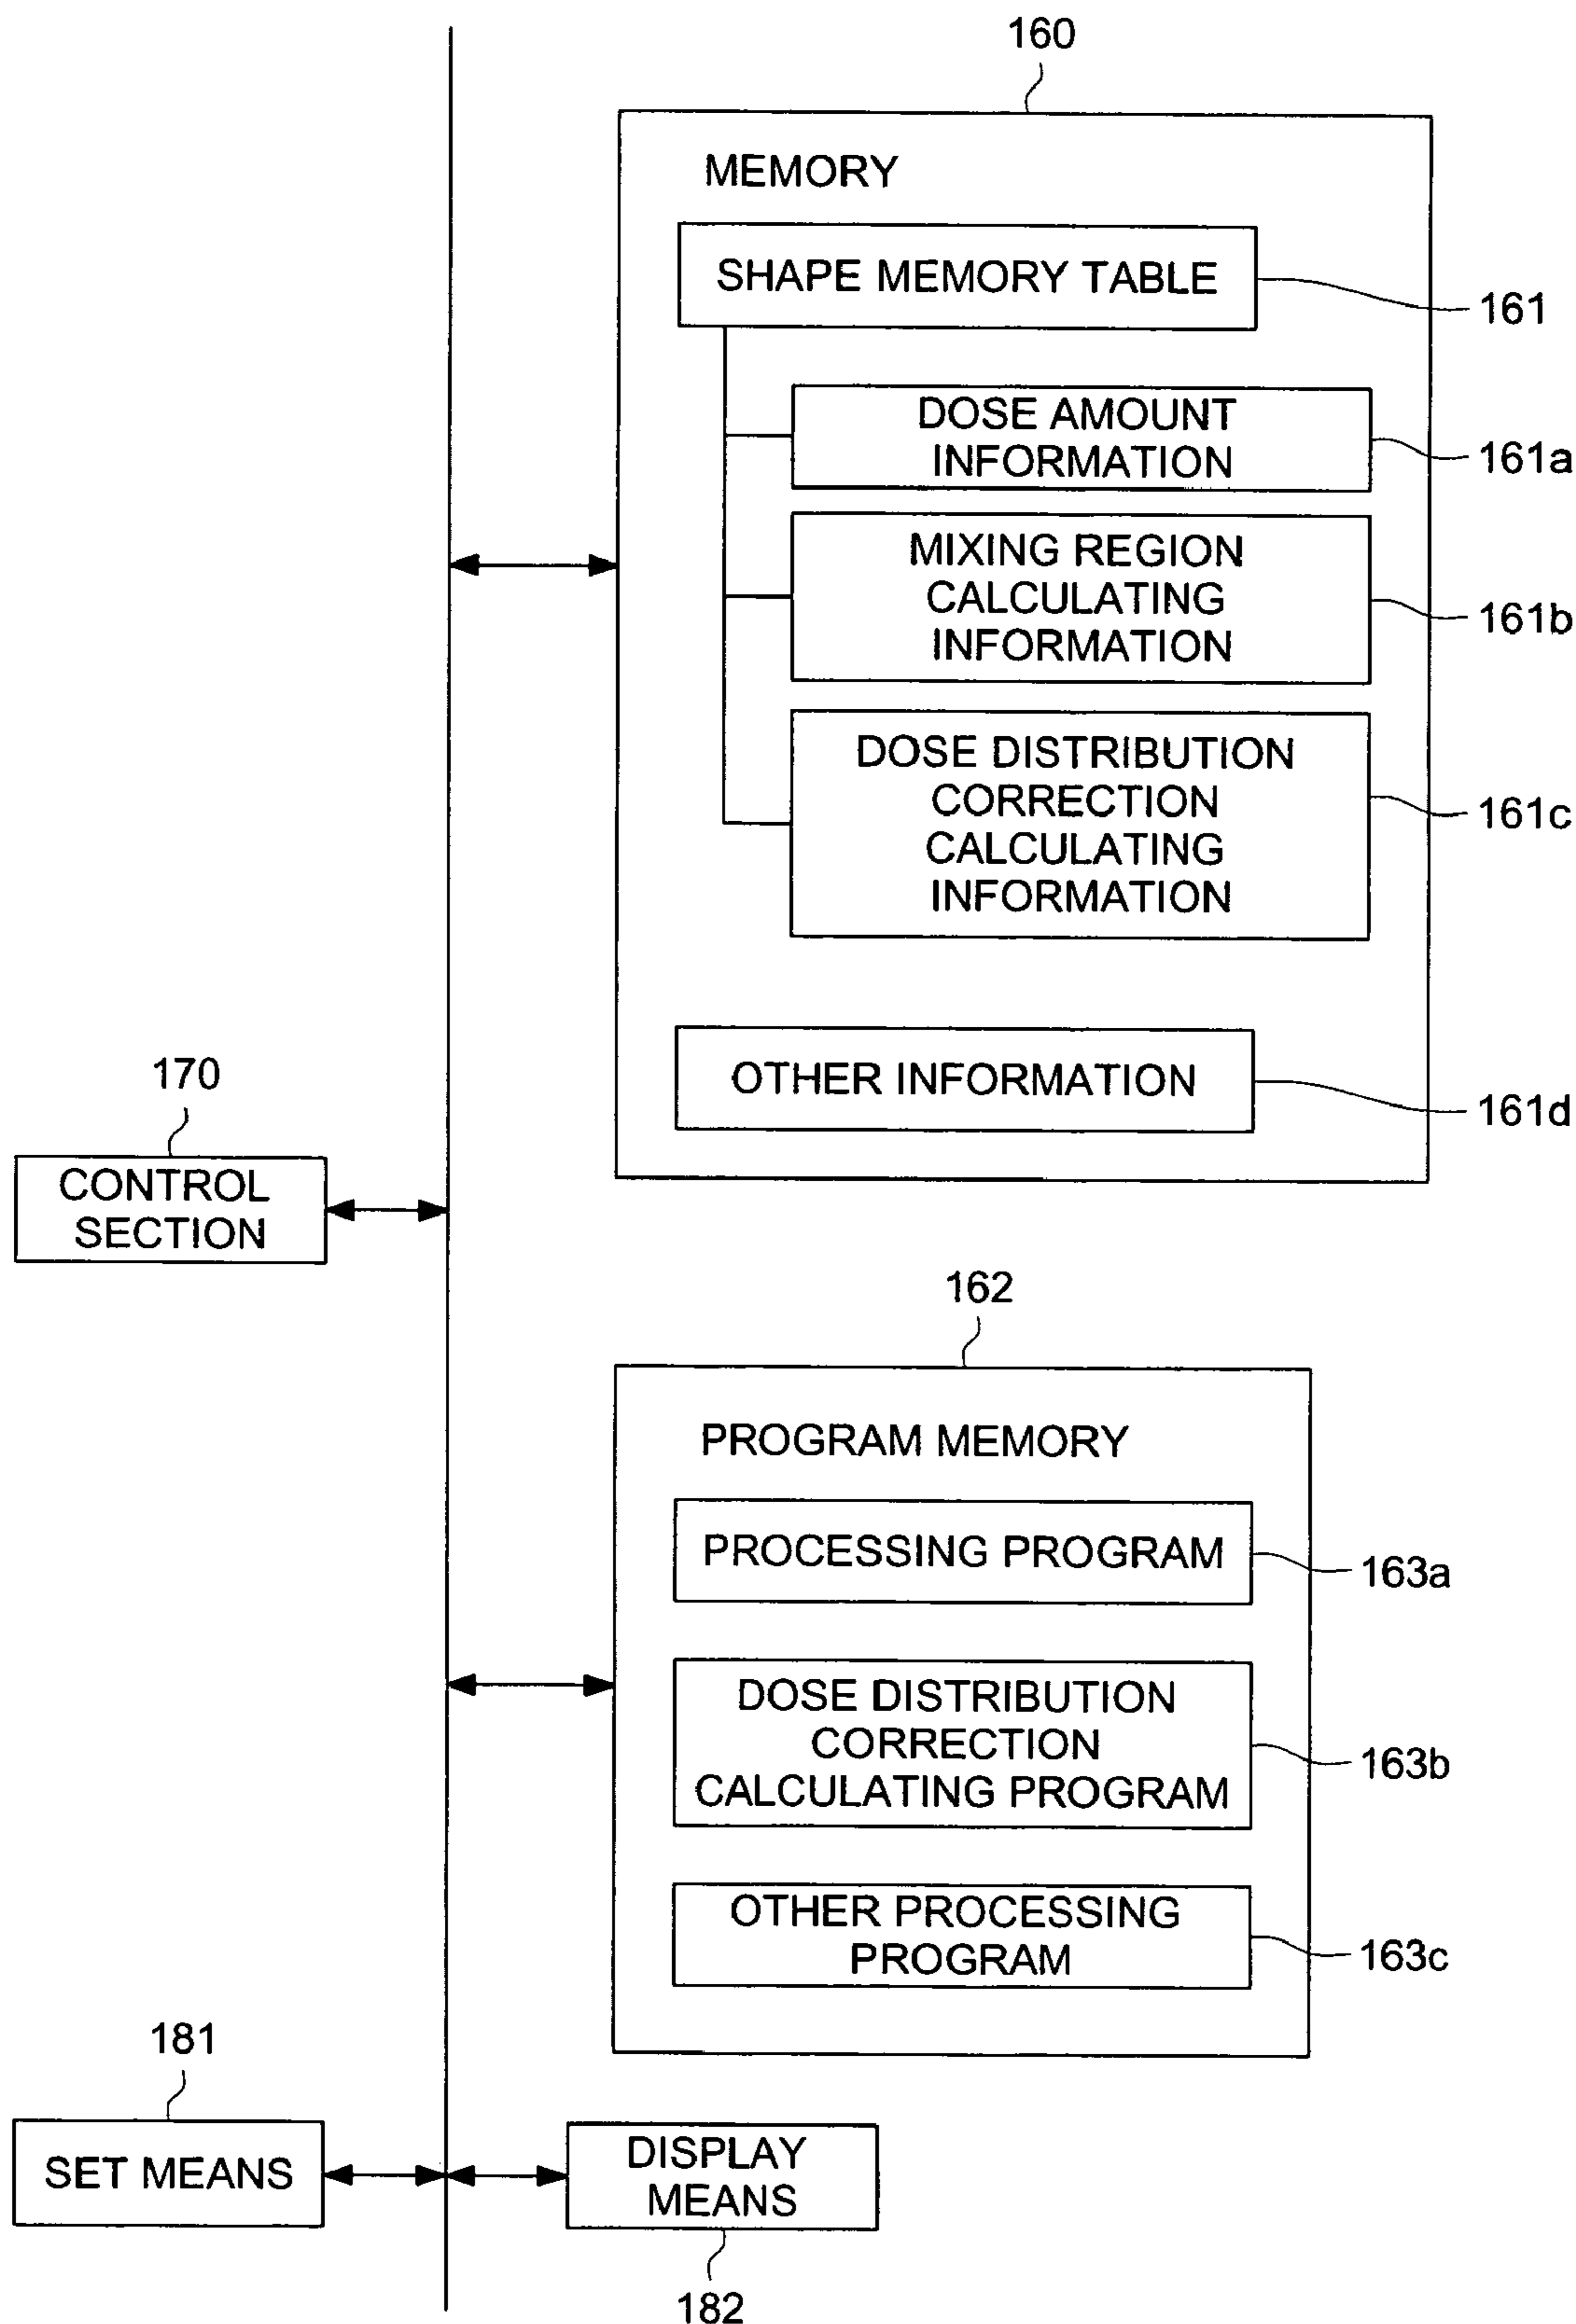 160
MEMORY
SHAPE MEMORY TABLE
161
DOSE AMOUNT
INFORMATION
161a
MIXING REGION
CALCULATING
INFORMATION
161b
DOSE DISTRIBUTION
CORRECTION
CALCULATING
INFORMATION
161c
OTHER INFORMATION
161d
170
CONTROL
SECTION
162
PROGRAM MEMORY
PROCESSING PROGRAM
163a
DOSE DISTRIBUTION
CORRECTION
CALCULATING PROGRAM
163b
OTHER PROCESSING
PROGRAM
163c
181
SET MEANS
DISPLAY
MEANS
182